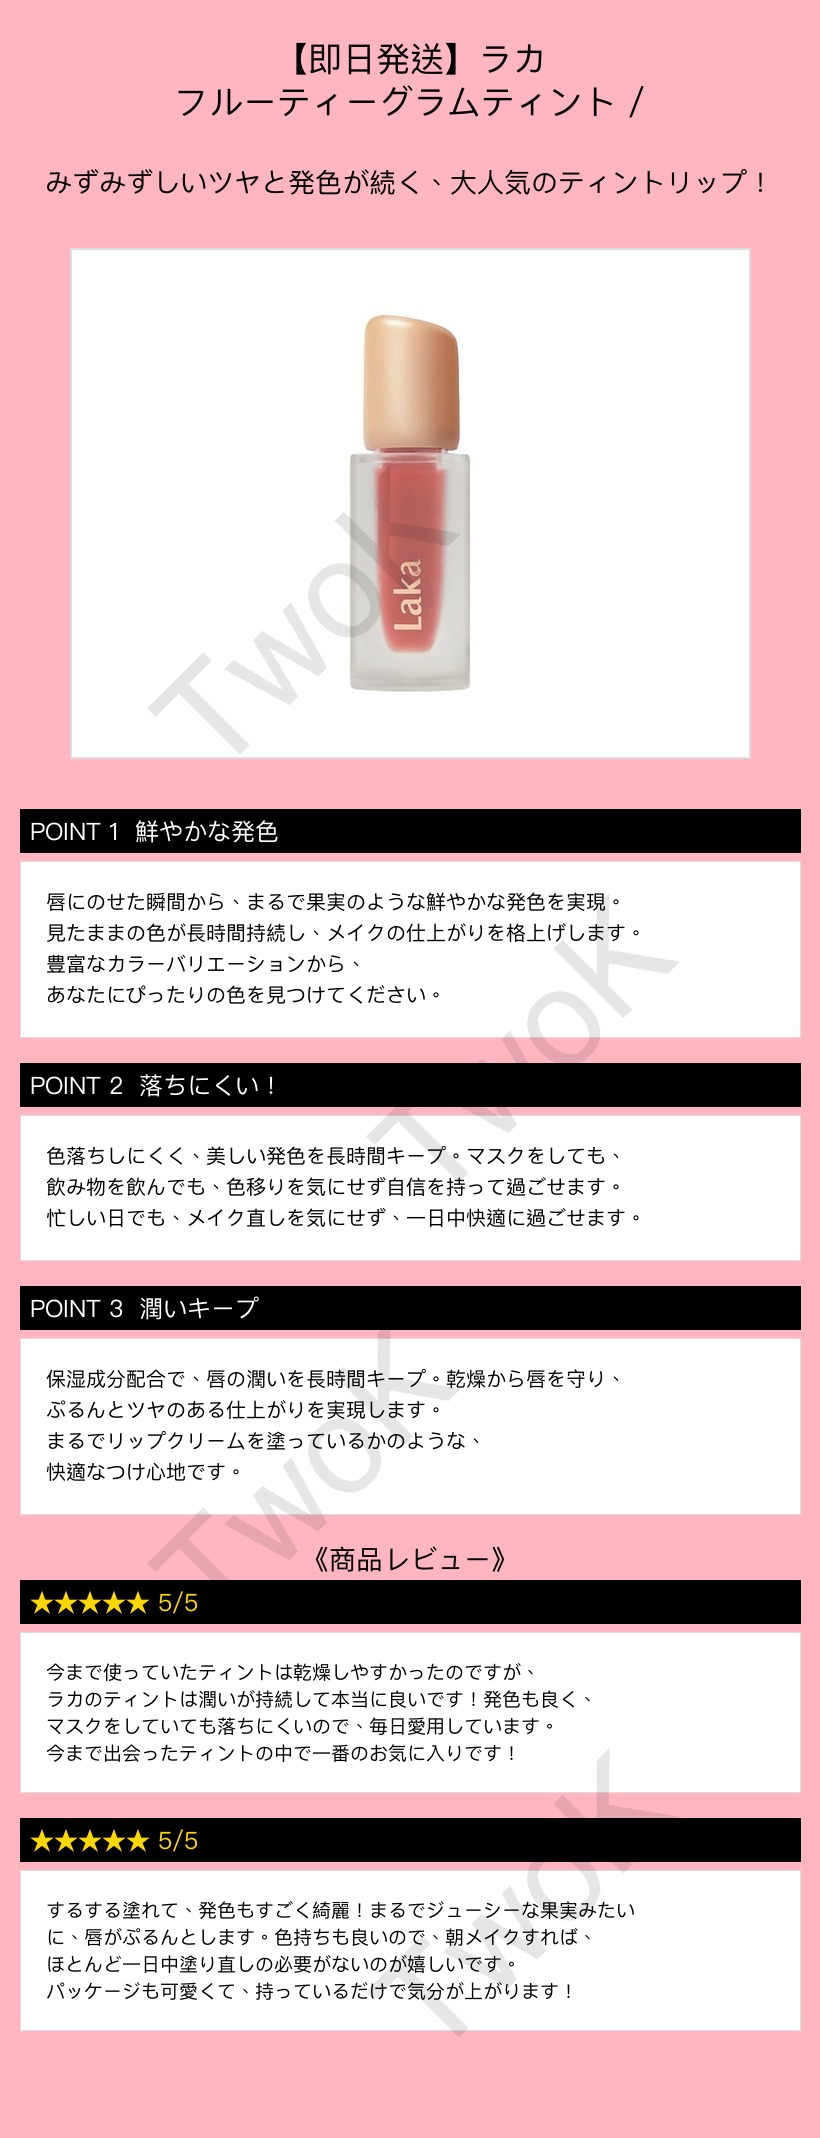 【即日発送】ラカ
フルーティーグラムティント /
みずみずしいツヤと発色が続く、大人気のティントリップ！
Laka
TwoK
POINT 1 鮮やかな発色
唇にのせた瞬間から、まるで果実のような鮮やかな発色を実現。
見たままの色が長時間持続し、メイクの仕上がりを格上げします。
豊富なカラーバリエーションから、
あなたにぴったりの色を見つけてください。
TwoK
POINT 2 落ちにくい！
色落ちしにくく、美しい発色を長時間キープ。マスクをしても、
飲み物を飲んでも、色移りを気にせず自信を持って過ごせます。
忙しい日でも、メイク直しを気にせず、一日中快適に過ごせます。
POINT 3 潤いキープ
保湿成分配合で、唇の潤いを長時間キープ。乾燥から唇を守り、
ぷるんとツヤのある仕上がりを実現します。
まるでリップクリームを塗っているかのような、
快適なつけ心地です。
TwoK
《商品レビュー》
★★★★★ 5/5
今まで使っていたティントは乾燥しやすかったのですが、
ラカのティントは潤いが持続して本当に良いです！発色も良く、
マスクをしていても落ちにくいので、毎日愛用しています。
今まで出会ったティントの中で一番のお気に入りです！
★★★★★ 5/5
するする塗れて、発色もすごく綺麗！まるでジューシーな果実みたい
に、唇がぷるんとします。色持ちも良いので、朝メイクすれば、
ほとんど一日中塗り直しの必要がないのが嬉しいです。
パッケージも可愛くて、持っているだけで気分が上がります！
TwoK